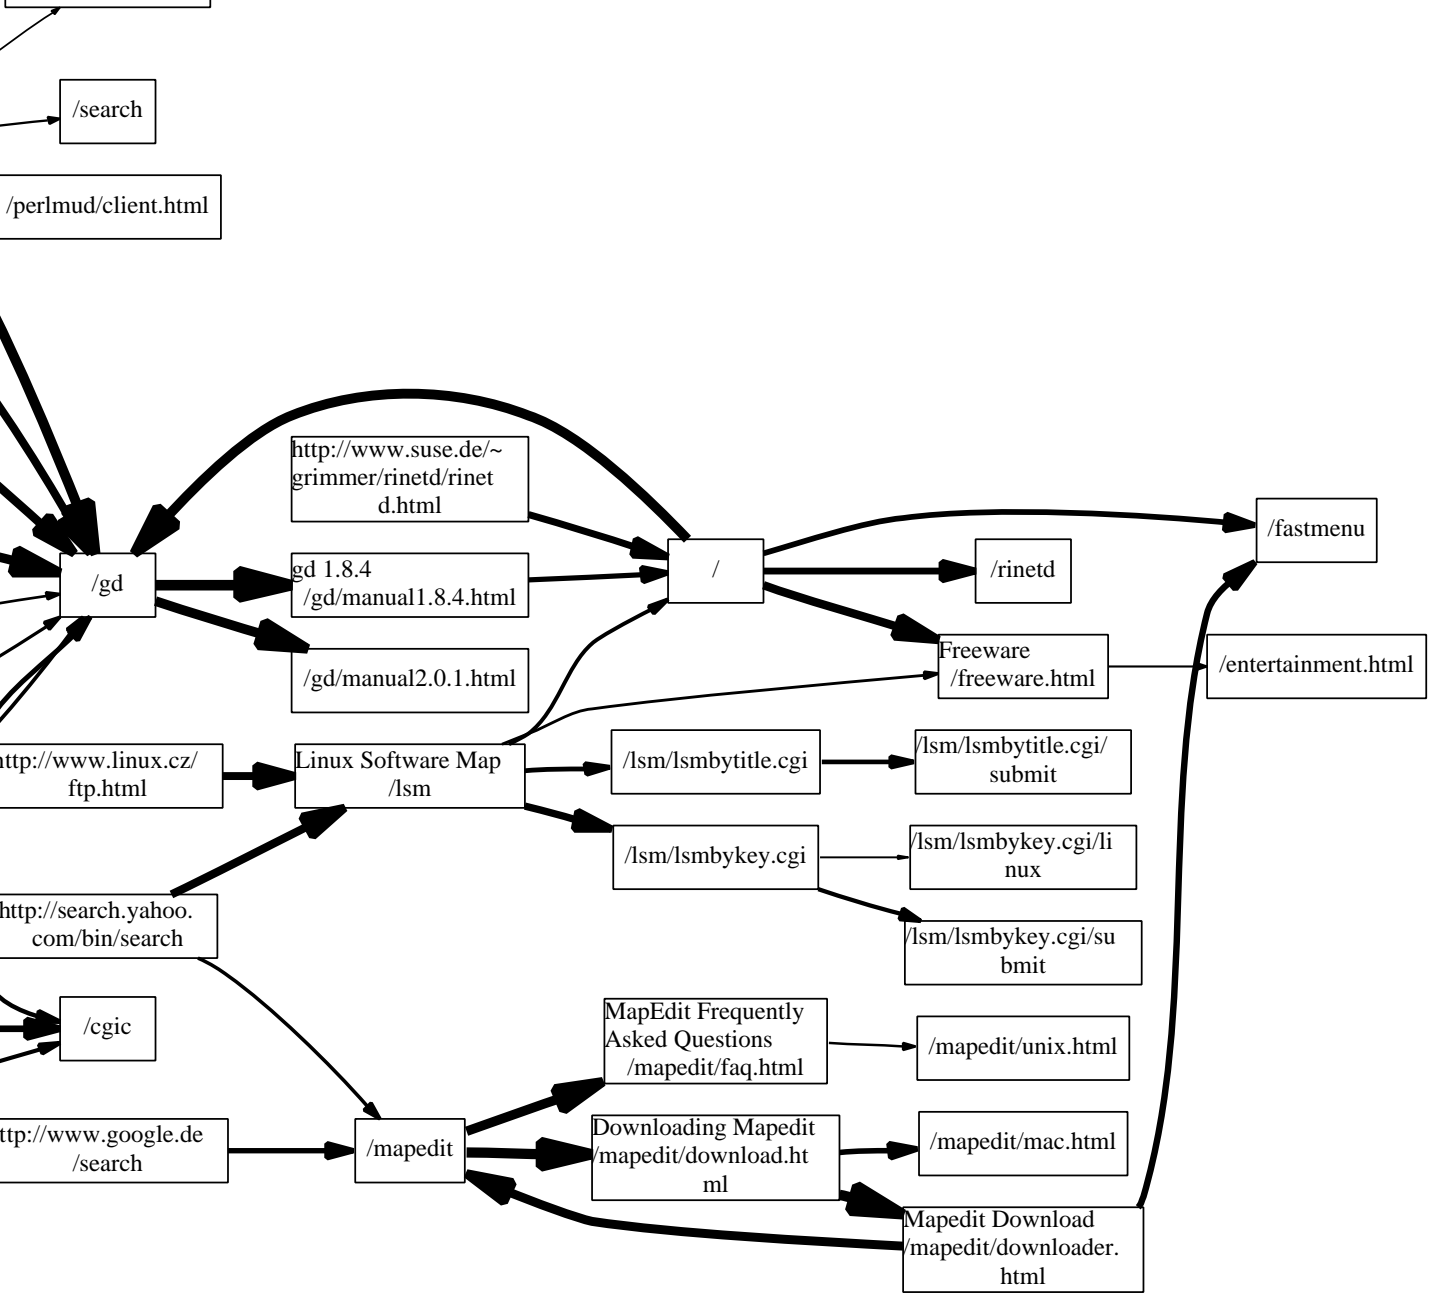 /search
/perlmud/client.html
http://www.suse.de/~
grimmer/rinetd/rinet
d.html
/gd
gd 1.8.4
/gd/manual1.8.4.html
/gd/manual2.0.1.html
/
/fastmenu
/rinetd
Freeware
/freeware.html
/entertainment.html
http://www.linux.cz/
ftp.html
Linux Software Map
/lsm
/lsm/lsmbytitle.cgi
/lsm/lsmbytitle.cgi/
submit
/lsm/lsmbykey.cgi
/lsm/lsmbykey.cgi/li
nux
/lsm/lsmbykey.cgi/su
bmit
http://search.yahoo.
com/bin/search
/cgic
MapEdit Frequently
Asked Questions
/mapedit/faq.html
/mapedit/unix.html
ttp://www.google.de
/search
/mapedit
Downloading Mapedit
/mapedit/download.ht
ml
/mapedit/mac.html
Mapedit Download
/mapedit/downloader.
html